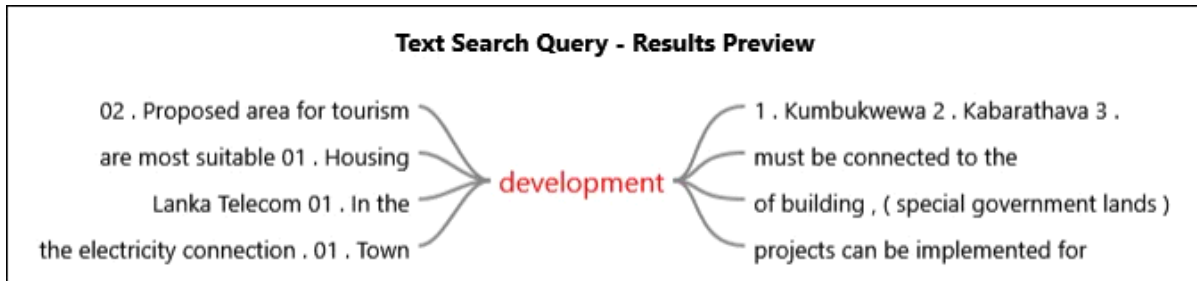 Text Search Query - Results Preview
02 . Proposed area for tourism
are most suitable 01 . Housing
Lanka Telecom 01 . In the
the electricity connection . 01 . Town
development
1 . Kumbukwewa 2 . Kabarathava 3 .
must be connected to the
of building , ( special government lands )
projects can be implemented for